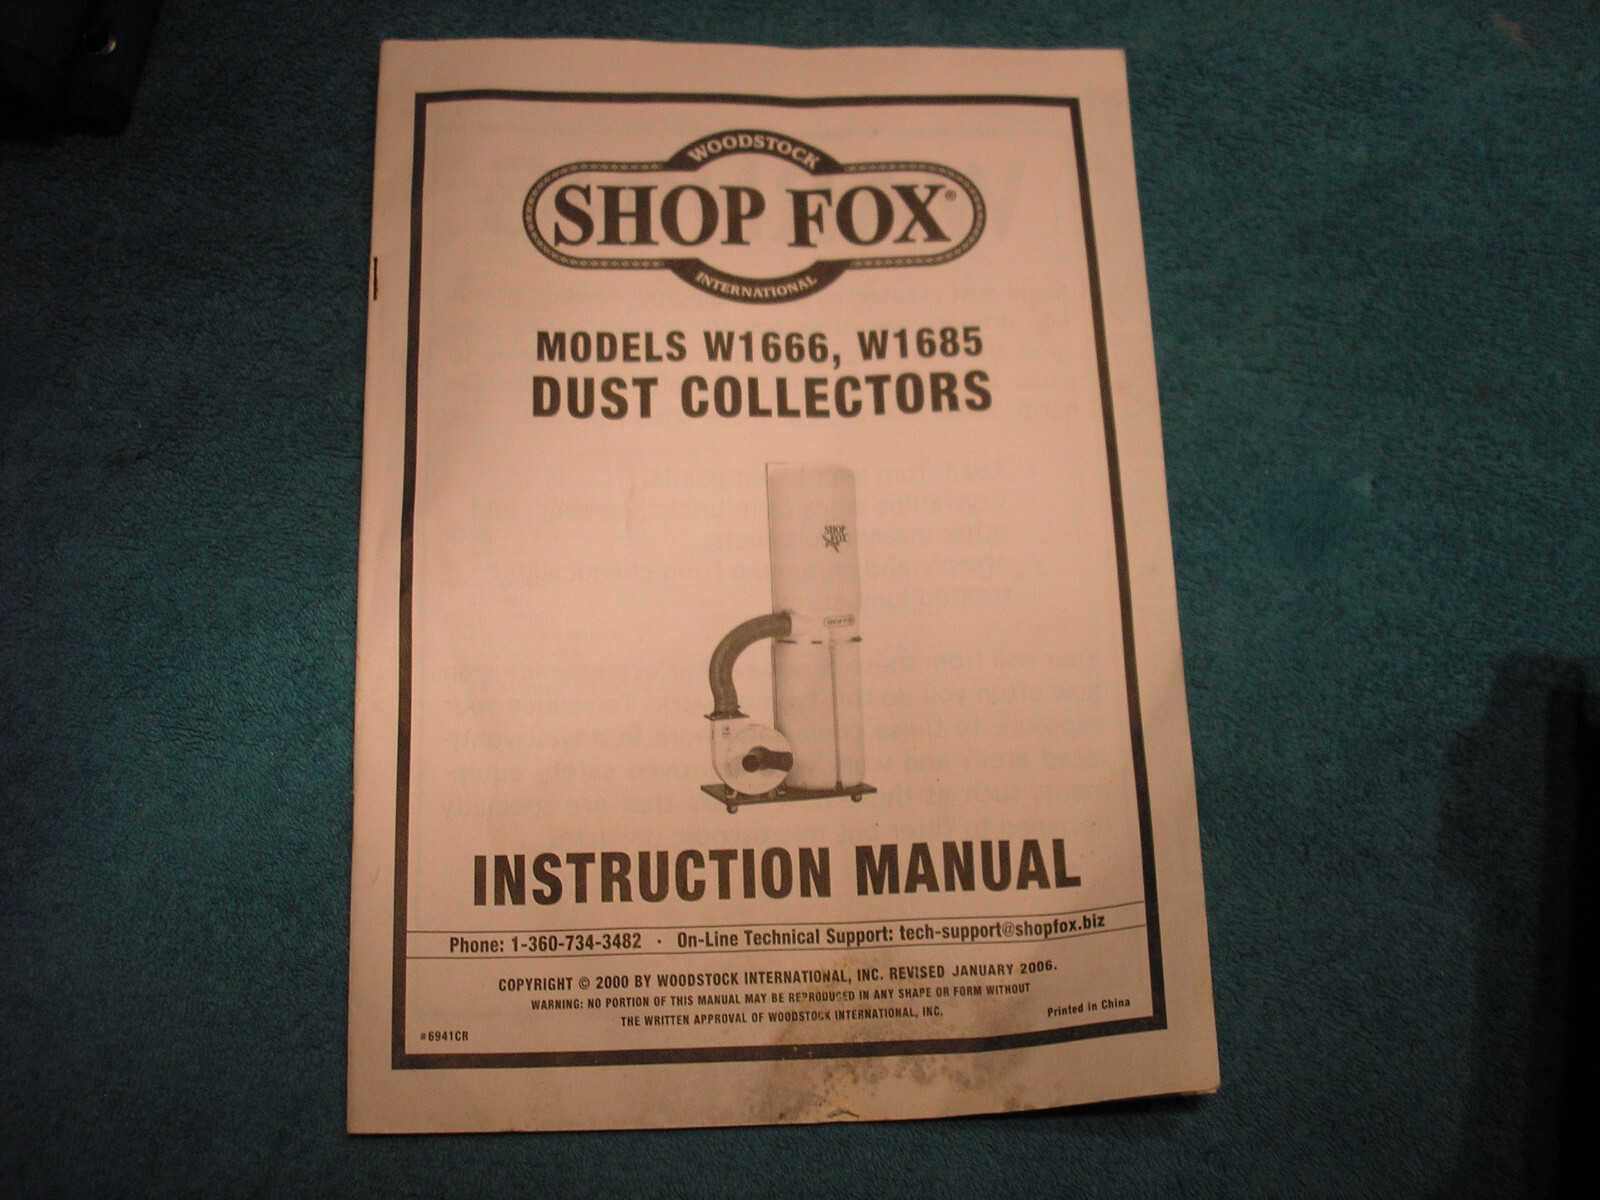 WOODSTOCK
SHOP FOX®
INTERNATIONAL
MODELS W1666, W1685
DUST COLLECTORS
SHOP
FOX
INSTRUCTION MANUAL
Phone: 1-360-734-3482 · On-Line Technical Support: tech-support@shopfox.biz
COPYRIGHT © 2000 BY WOODSTOCK INTERNATIONAL, INC. REVISED JANUARY 2006.
WARNING: NO PORTION OF THIS MANUAL MAY BE REPRODUCED IN ANY SHAPE OR FORM WITHOUT
THE WRITTEN APPROVAL OF WOODSTOCK INTERNATIONAL, INC.
Printed in China
#6941CR